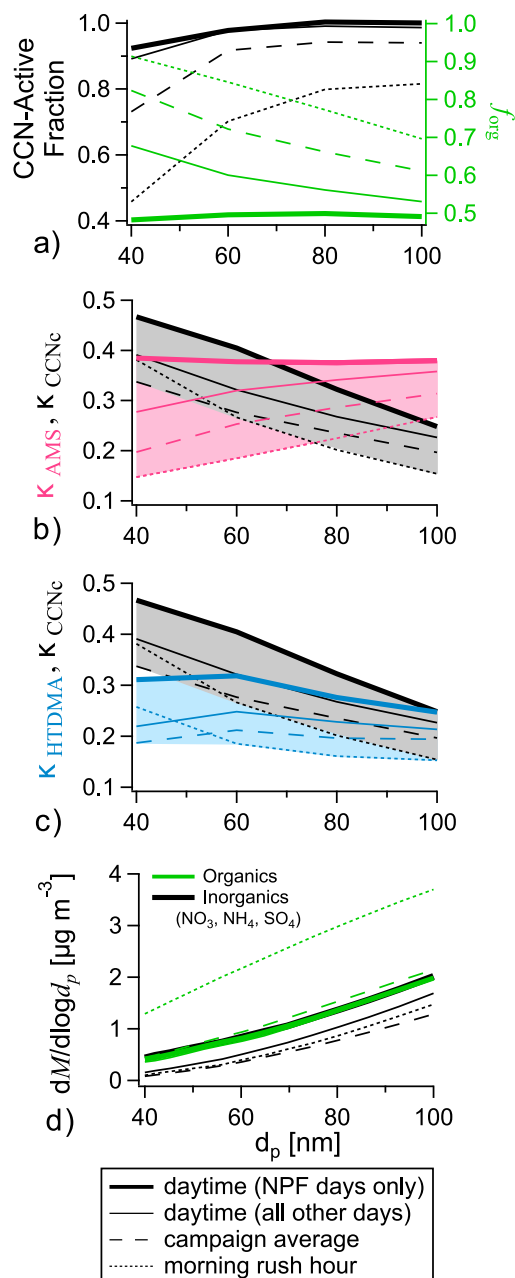 1.0
0.8
0.6
0.4
CCN-Active
Fraction
1.0
0.9
0.8
0.7
0.6
0.5
f_org
40 60 80 100
a)
0.5
0.4
0.3
0.2
0.1
κ AMS, κ CCNc
40 60 80 100
b)
0.5
0.4
0.3
0.2
0.1
κ HTDMA, κ CCNc
40 60 80 100
c)
4
3
2
1
0
dM/dlogd_p [µg m⁻³]
Organics
Inorganics
(NO₃, NH₄, SO₄)
40 60 80 100
d)
d_p [nm]
daytime (NPF days only)
daytime (all other days)
campaign average
morning rush hour